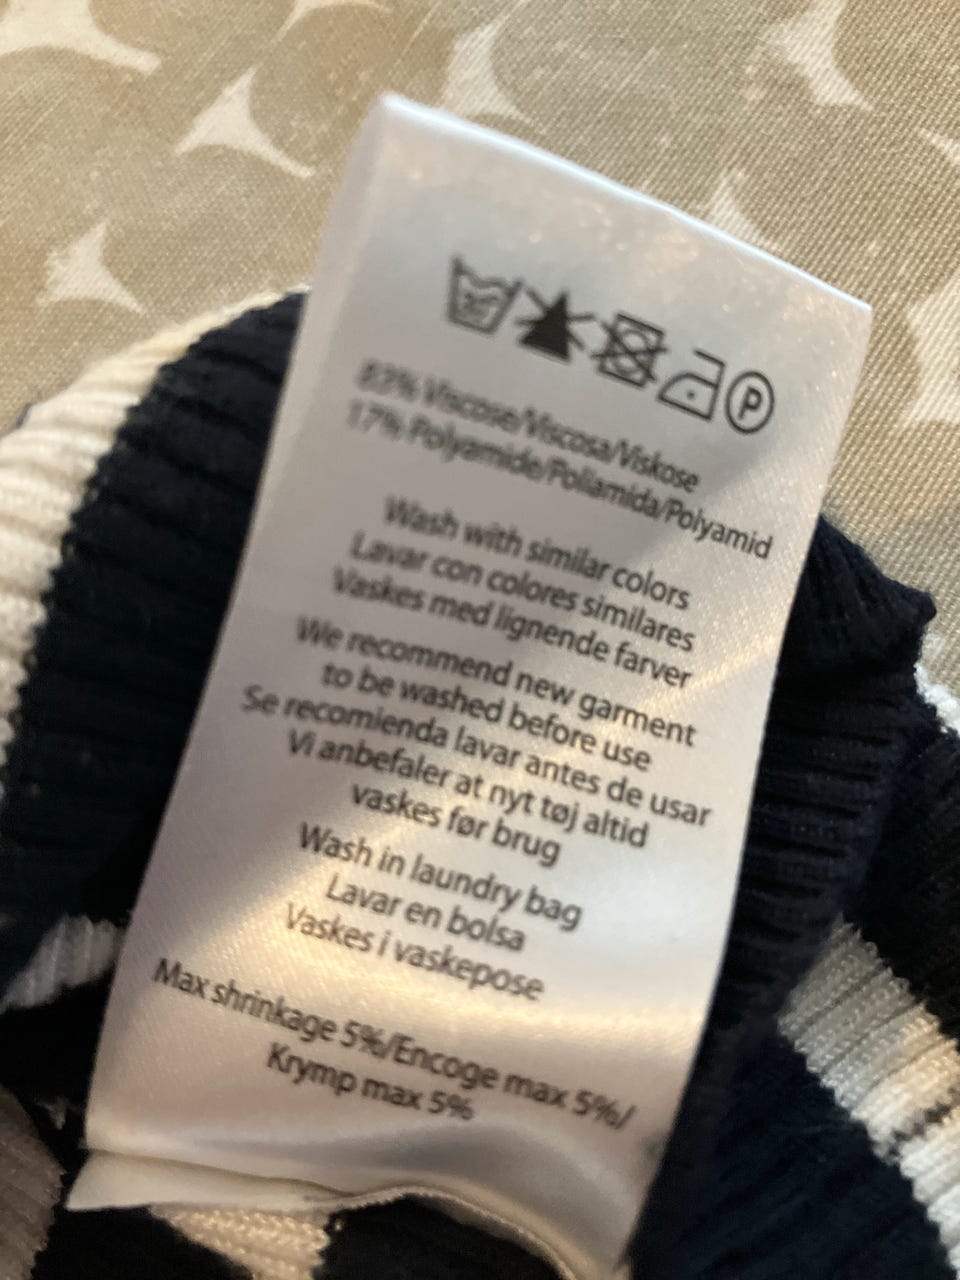 P
83% Viscose/Viscosa/Viskose
17% Polyamide/Poliamida/Polyamid
Wash with similar colors
Lavar con colores similares
Vaskes med lignende farver
We recommend new garment
to be washed before use
Se recomienda lavar antes de usar
Vi anbefaler at nyt tøj altid
vaskes før brug
Wash in laundry bag
Lavar en bolsa
Vaskes i vaskepose
Max shrinkage 5%/Encoge max 5%/
Krymp max 5%